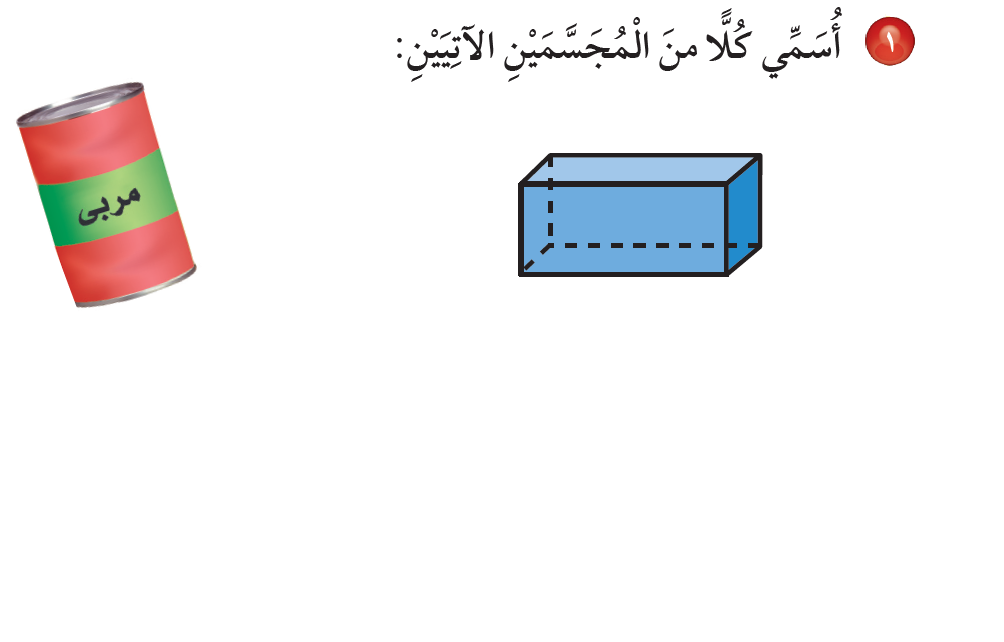 ١ أُسَمِّي كُلًّا منَ الْمُجَسَّمَيْنِ الآتِيَيْنِ:
مربى